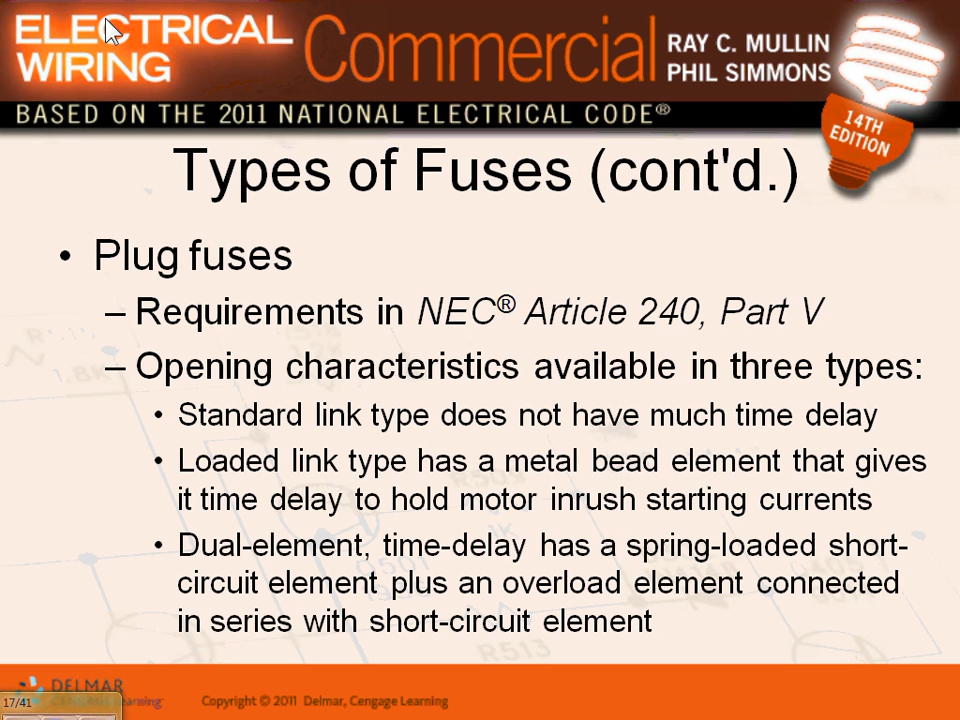 ELECTRICAL
WIRING
Commercial
RAY C. MULLIN
PHIL SIMMONS
BASED ON THE 2011 NATIONAL ELECTRICAL CODE®
14TH
EDITION
Types of Fuses (cont'd.)
• Plug fuses
– Requirements in NEC® Article 240, Part V
– Opening characteristics available in three types:
• Standard link type does not have much time delay
• Loaded link type has a metal bead element that gives
it time delay to hold motor inrush starting currents
• Dual-element, time-delay has a spring-loaded short-
circuit element plus an overload element connected
in series with short-circuit element
R513
DELMAR
17/41
Learning
Copyright © 2011 Delmar, Cengage Learning